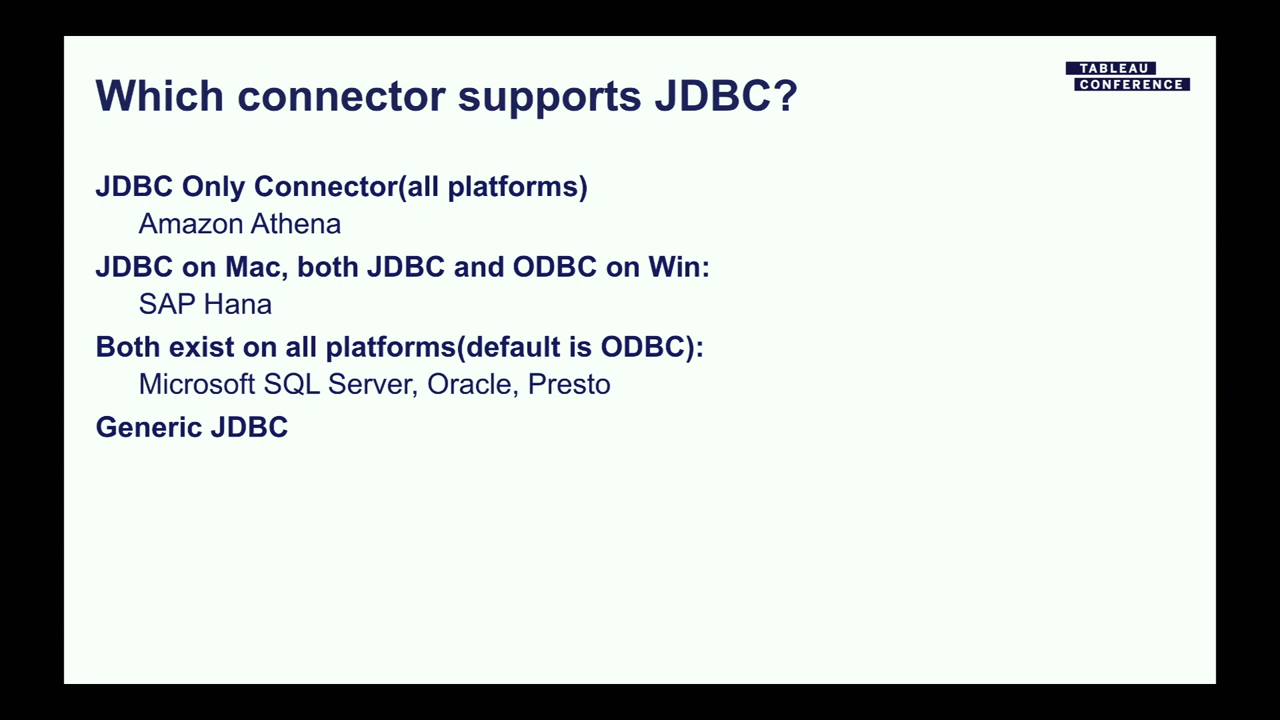 Which connector supports JDBC?
TABLEAU
CONFERENCE
JDBC Only Connector(all platforms)
Amazon Athena
JDBC on Mac, both JDBC and ODBC on Win:
SAP Hana
Both exist on all platforms(default is ODBC):
Microsoft SQL Server, Oracle, Presto
Generic JDBC